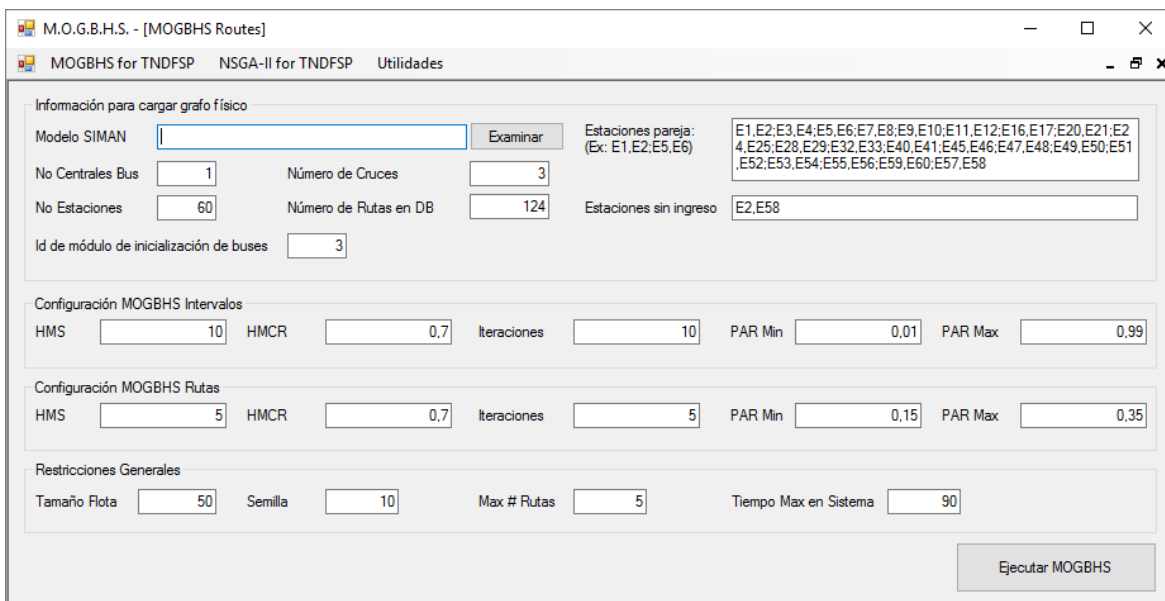 M.O.G.B.H.S. - [MOGBHS Routes]
MOGBHS for TNDFSP NSGA-II for TNDFSP Utilidades
Información para cargar grafo físico
Modelo SIMAN Examinar
Estaciones pareja:
(Ex: E1,E2;E5,E6)
E1,E2;E3,E4;E5,E6;E7,E8;E9,E10;E11,E12;E16,E17;E20,E21;E2
4,E25;E28,E29;E32,E33;E40,E41;E45,E46;E47,E48;E49,E50;E51
,E52;E53,E54;E55,E56;E59,E60;E57,E58
No Centrales Bus 1 Número de Cruces 3
No Estaciones 60 Número de Rutas en DB 124 Estaciones sin ingreso E2,E58
Id de módulo de inicialización de buses 3
Configuración MOGBHS Intervalos
HMS 10 HMCR 0,7 Iteraciones 10 PAR Min 0,01 PAR Max 0,99
Configuración MOGBHS Rutas
HMS 5 HMCR 0,7 Iteraciones 5 PAR Min 0,15 PAR Max 0,35
Restricciones Generales
Tamaño Flota 50 Semilla 10 Max # Rutas 5 Tiempo Max en Sistema 90
Ejecutar MOGBHS